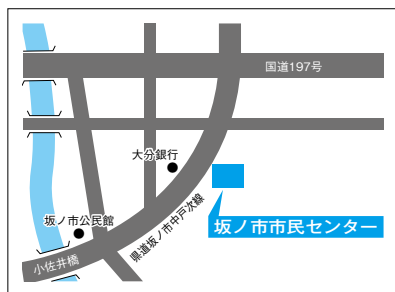 国道197号
大分銀行
坂ノ市市民センター
県道坂ノ市中戸次線
坂ノ市公民館
小佐井橋